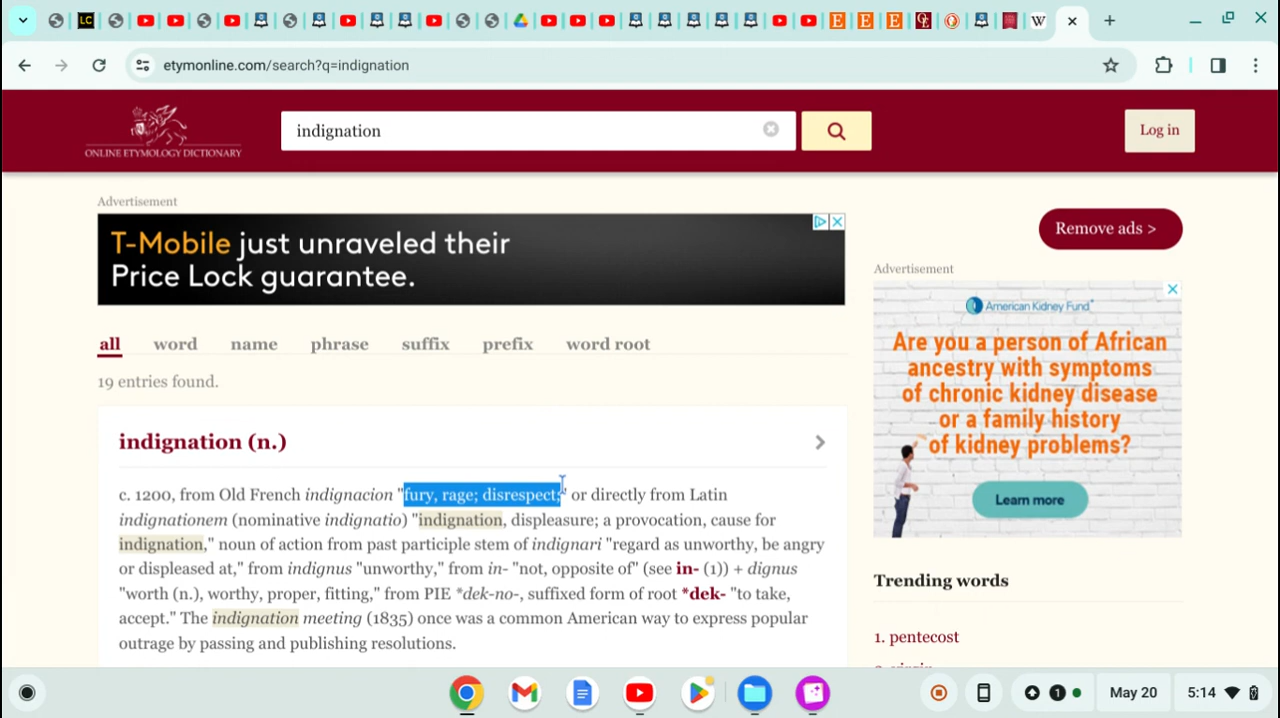 LC
E
E
E
W
etymonline.com/search?q=indignation
ONLINE ETYMOLOGY DICTIONARY
indignation
Log in
Advertisement
T-Mobile just unraveled their
Price Lock guarantee.
Remove ads >
Advertisement
American Kidney Fund
Are you a person of African
ancestry with symptoms
of chronic kidney disease
or a family history
of kidney problems?
Learn more
all word name phrase suffix prefix word root
19 entries found.
indignation (n.)
c. 1200, from Old French indignacion "fury, rage; disrespect;" or directly from Latin
indignationem (nominative indignatio) "indignation, displeasure; a provocation, cause for
indignation," noun of action from past participle stem of indignari "regard as unworthy, be angry
or displeased at," from indignus "unworthy," from in- "not, opposite of" (see in- (1)) + dignus
"worth (n.), worthy, proper, fitting," from PIE *dek-no-, suffixed form of root *dek- "to take,
accept." The indignation meeting (1835) once was a common American way to express popular
outrage by passing and publishing resolutions.
Trending words
1. pentecost
1
May 20
5:14